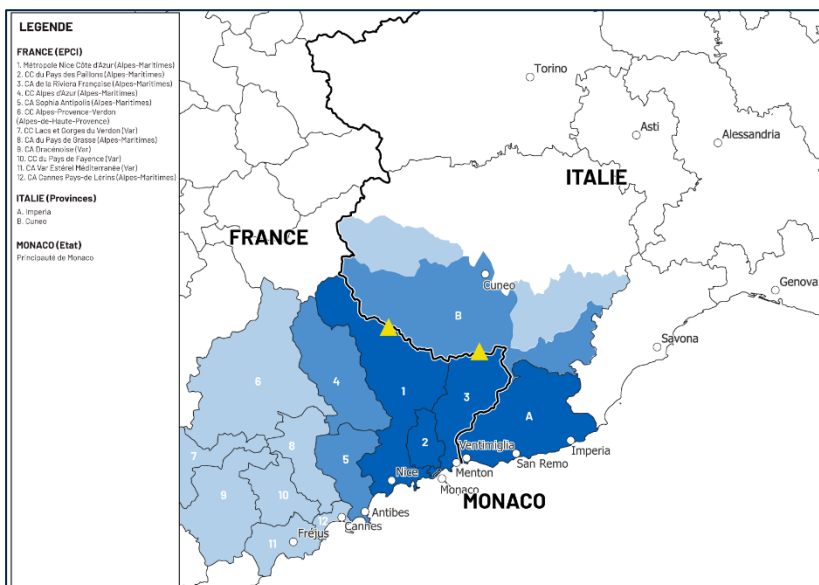 LEGENDE
FRANCE (EPCI)
1. Métropole Nice Côte d'Azur (Alpes-Maritimes)
2. CC du Pays des Paillons (Alpes-Maritimes)
3. CA de la Riviera Française (Alpes-Maritimes)
4. CC Alpes d'Azur (Alpes-Maritimes)
5. CA Sophia Antipolis (Alpes-Maritimes)
6. CC Alpes-Provence-Verdon
(Alpes-de-Haute-Provence)
7. CC Lacs et Gorges du Verdon (Var)
8. CA du Pays de Grasse (Alpes-Maritimes)
9. CA Dracénoise (Var)
10. CC du Pays de Fayence (Var)
11. CA Var Estérel Méditerranée (Var)
12. CA Cannes Pays-de Lérins (Alpes-Maritimes)
ITALIE (Provinces)
A. Imperia
B. Cuneo
MONACO (Etat)
Principauté de Monaco
Torino
Asti
Alessandria
ITALIE
FRANCE
Cuneo
Genova
B
Savona
6
4
1
3
A
8
2
Ventimiglia
Imperia
7
5
San Remo
Menton
Nice
Monaco
9
10
MONACO
Antibes
12
Cannes
Fréjus
11